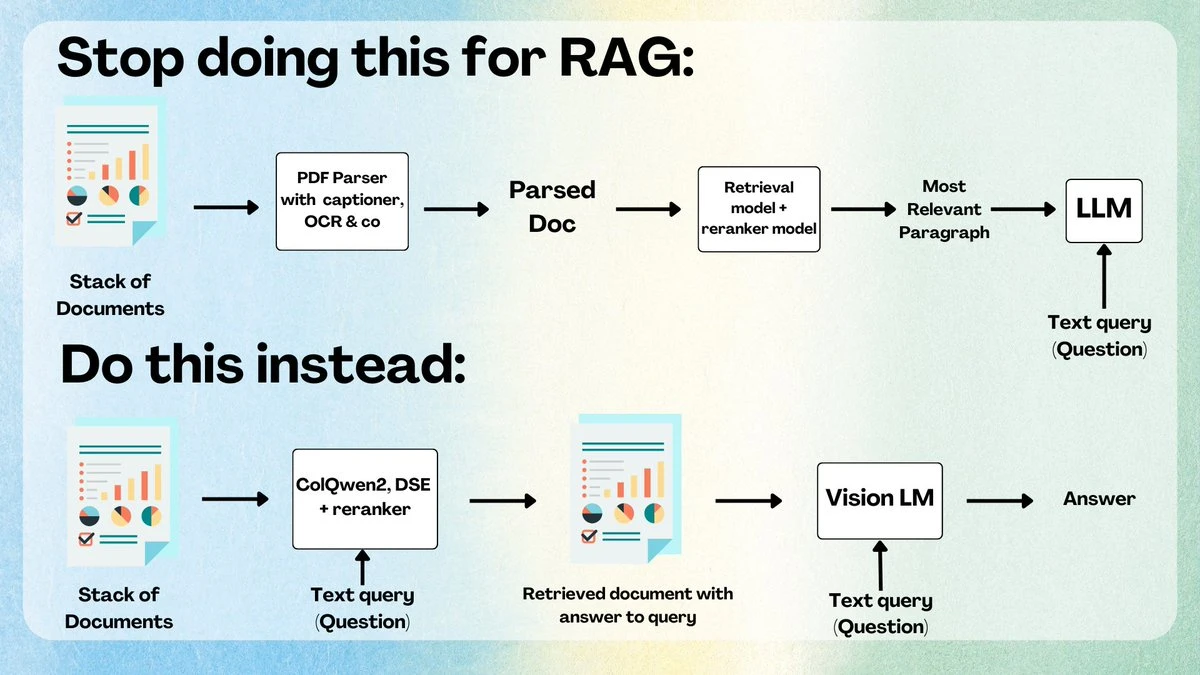 Stop doing this for RAG:
PDF Parser
with captioner,
OCR & co
Parsed
Doc
Retrieval
model +
reranker model
Most
Relevant
Paragraph
LLM
Stack of
Documents
Text query
(Question)
Do this instead:
ColQwen2, DSE
+ reranker
Vision LM
Answer
Stack of
Documents
Text query
(Question)
Retrieved document with
answer to query
Text query
(Question)